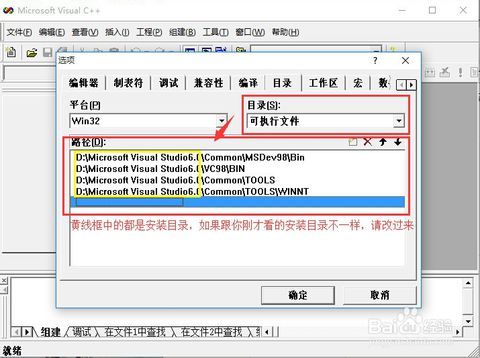 Microsoft Visual C++
文件(F) 编辑(E) 查看(V) 插入(I) 工程(P) 组建(B) 工具(T) 窗口(W) 帮助(H)
选项
编辑器 制表符 调试 兼容性 编译 目录 工作区 宏
平台(P)
目录(S):
Win32
可执行文件
路径(D):
D:\Microsoft Visual Studio6.0\Common\MSDev98\Bin
D:\Microsoft Visual Studio6.0\VC98\BIN
D:\Microsoft Visual Studio6.0\Common\TOOLS
D:\Microsoft Visual Studio6.0\Common\TOOLS\WINNT
黄线框中的都是安装目录，如果跟你刚才看的安装目录不一样，请改过来
确定 取消
组建 调试 在文件1中查找 在文件2中查找
就绪
Baidu经验